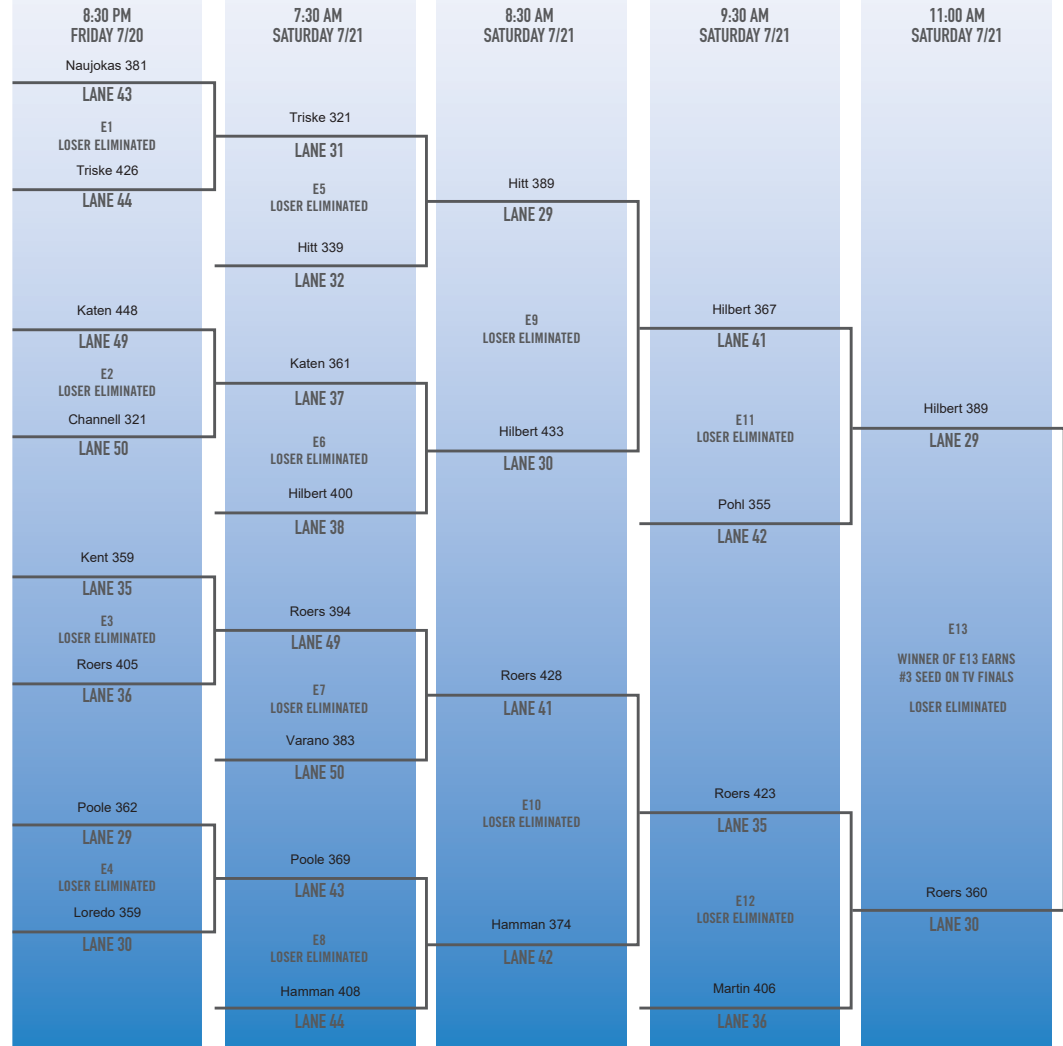 8:30 PM
FRIDAY 7/20
Naujokas 381
LANE 43
E1
LOSER ELIMINATED
Triske 426
LANE 44
Katen 448
LANE 49
E2
LOSER ELIMINATED
Channell 321
LANE 50
Kent 359
LANE 35
E3
LOSER ELIMINATED
Roers 405
LANE 36
Poole 362
LANE 29
E4
LOSER ELIMINATED
Loredo 359
LANE 30
7:30 AM
SATURDAY 7/21
Triske 321
LANE 31
E5
LOSER ELIMINATED
Hitt 339
LANE 32
Katen 361
LANE 37
E6
LOSER ELIMINATED
Hilbert 400
LANE 38
Roers 394
LANE 49
E7
LOSER ELIMINATED
Varano 383
LANE 50
Poole 369
LANE 43
E8
LOSER ELIMINATED
Hamman 408
LANE 44
8:30 AM
SATURDAY 7/21
Hitt 389
LANE 29
E9
LOSER ELIMINATED
Hilbert 433
LANE 30
Roers 428
LANE 41
E10
LOSER ELIMINATED
Hamman 374
LANE 42
9:30 AM
SATURDAY 7/21
Hilbert 367
LANE 41
E11
LOSER ELIMINATED
Pohl 355
LANE 42
Roers 423
LANE 35
E12
LOSER ELIMINATED
Martin 406
LANE 36
11:00 AM
SATURDAY 7/21
Hilbert 389
LANE 29
E13
WINNER OF E13 EARNS
#3 SEED ON TV FINALS
LOSER ELIMINATED
Roers 360
LANE 30